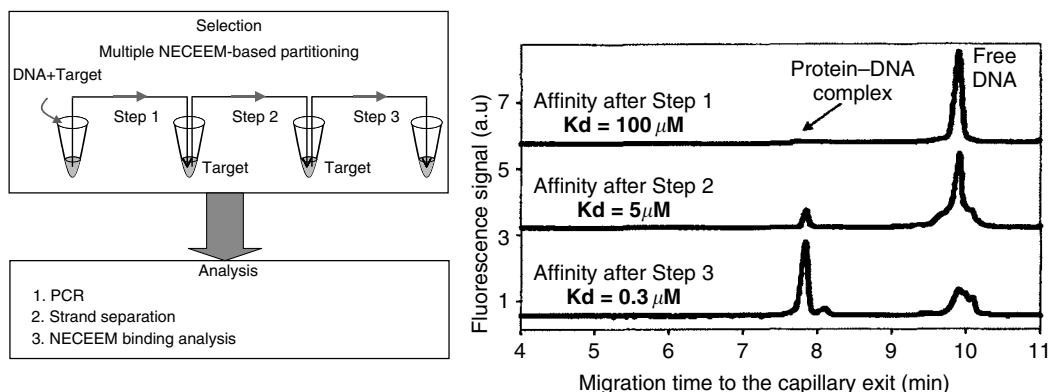 Selection
Multiple NECEEM-based partitioning
DNA+Target
Step 1
Step 2
Step 3
Target
Target
Analysis
1. PCR
2. Strand separation
3. NECEEM binding analysis
Fluorescence signal (a.u)
7
5
3
1
Affinity after Step 1
Kd = 100 μM
Protein–DNA
complex
Free
DNA
Affinity after Step 2
Kd = 5μM
Affinity after Step 3
Kd = 0.3 μM
4 5 6 7 8 9 10 11
Migration time to the capillary exit (min)